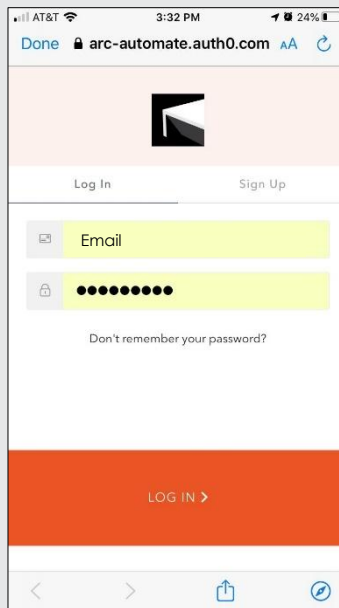 AT&T 3:32 PM 24%
Done arc-automate.auth0.com AA
Log In Sign Up
Email
●●●●●●●●●
Don't remember your password?
LOG IN >